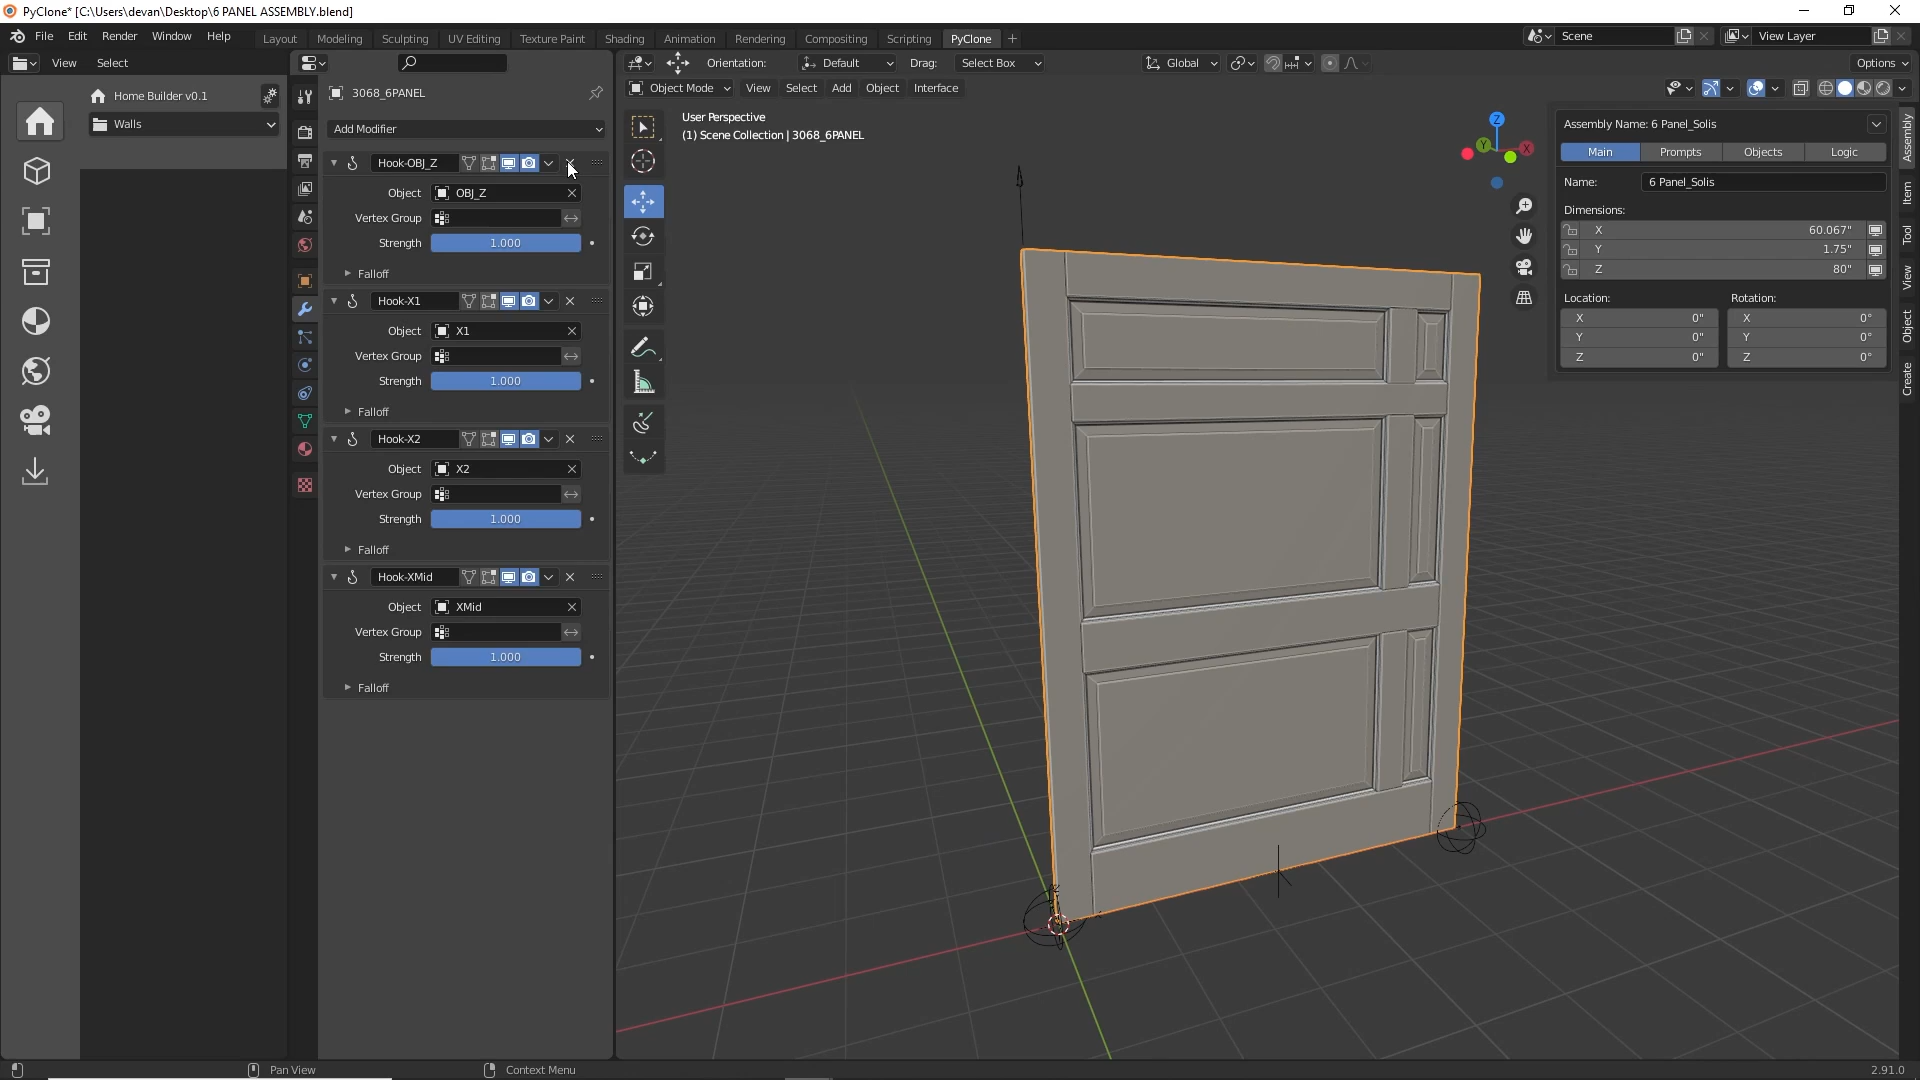 PyClone* [C:\Users\devan\Desktop\6 PANEL ASSEMBLY.blend]
File Edit Render Window Help
Layout Modeling Sculpting UV Editing Texture Paint Shading Animation Rendering Compositing Scripting PyClone
Scene View Layer
View Select
Orientation: Default Drag: Select Box Global Options
Object Mode View Select Add Object Interface
Home Builder v0.1
Walls
3068_6PANEL
Add Modifier
Hook-OBJ_Z
Object OBJ_Z
Vertex Group
Strength 1.000
Falloff
Hook-X1
Object X1
Vertex Group
Strength 1.000
Falloff
Hook-X2
Object X2
Vertex Group
Strength 1.000
Falloff
Hook-XMid
Object XMid
Vertex Group
Strength 1.000
Falloff
User Perspective
(1) Scene Collection | 3068_6PANEL
Z
Y
X
Assembly Name: 6 Panel_Solis
Main Prompts Objects Logic
Name: 6 Panel_Solis
Dimensions:
X 60.067"
Y 1.75"
Z 80"
Location: Rotation:
X 0" X 0°
Y 0" Y 0°
Z 0" Z 0°
Assembly
Item
Tool
View
Object
Create
Pan View
Context Menu
2.91.0